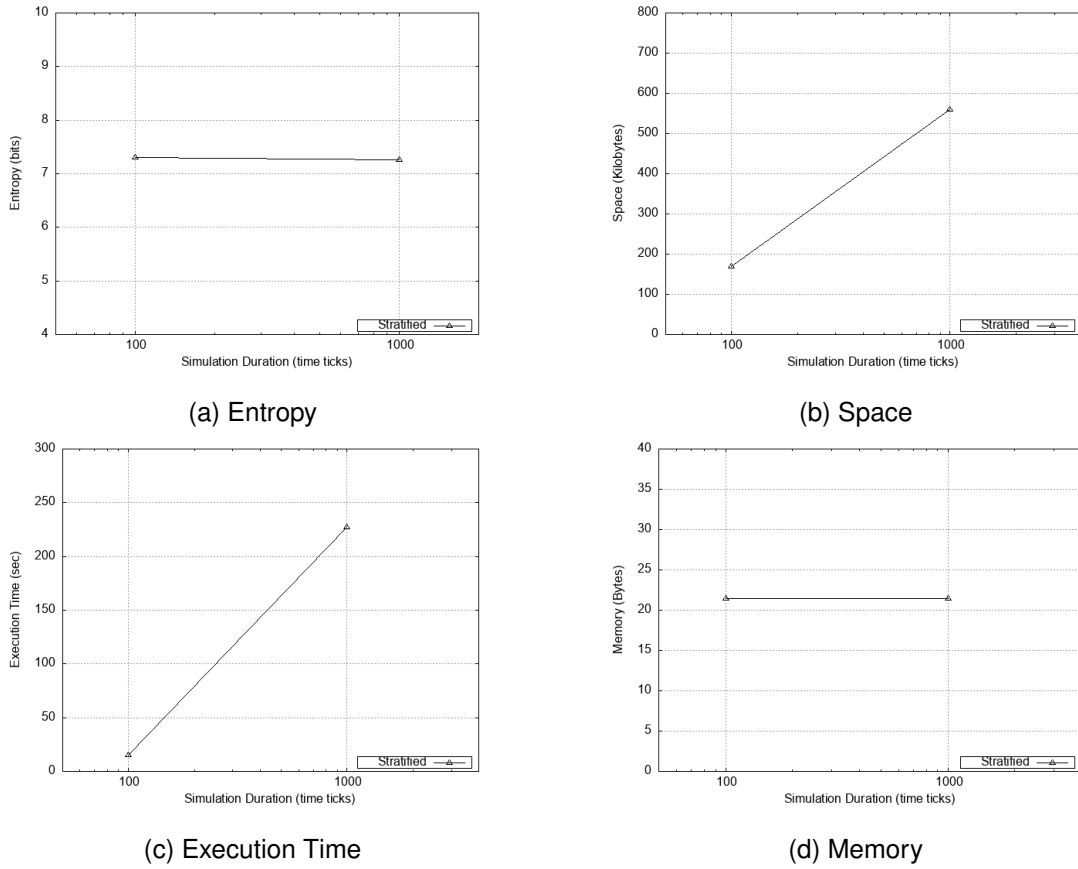 10
9
8
7
6
5
4
Entropy (bits)
Stratified
100
1000
Simulation Duration (time ticks)
(a) Entropy
800
700
600
500
400
300
200
100
0
Space (Kilobytes)
Stratified
100
1000
Simulation Duration (time ticks)
(b) Space
300
250
200
150
100
50
0
Execution Time (sec)
Stratified
100
1000
Simulation Duration (time ticks)
(c) Execution Time
40
35
30
25
20
15
10
5
0
Memory (Bytes)
Stratified
100
1000
Simulation Duration (time ticks)
(d) Memory